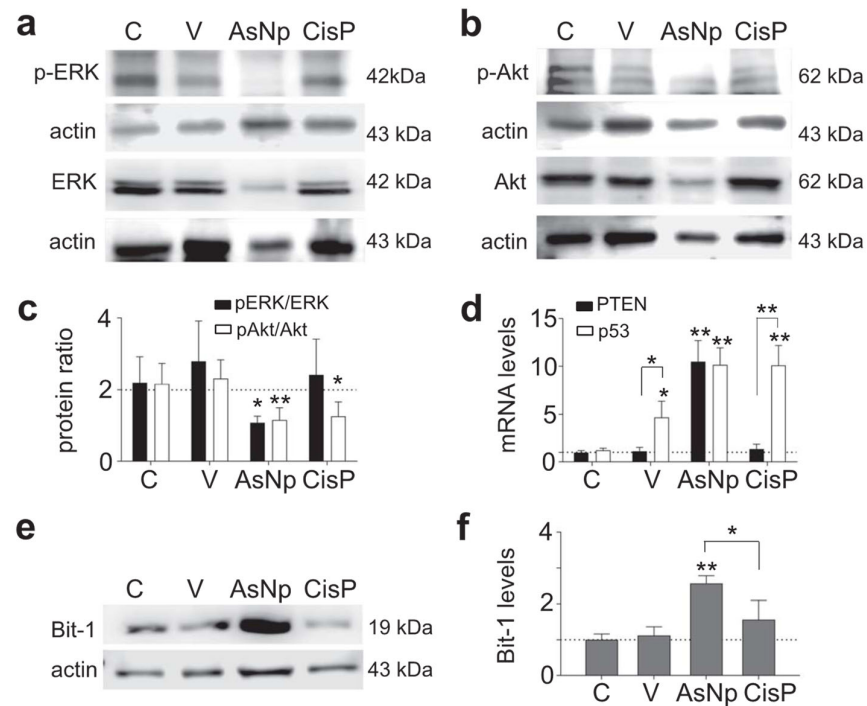 a
C V AsNp CisP
p-ERK 42kDa
actin 43 kDa
ERK 42 kDa
actin 43 kDa
b
C V AsNp CisP
p-Akt 62 kDa
actin 43 kDa
Akt 62 kDa
actin 43 kDa
c
pERK/ERK
pAkt/Akt
protein ratio
4
2
0
* ** *
C V AsNp CisP
d
PTEN
p53
mRNA levels
15
10
5
0
* * ** ** ** **
C V AsNp CisP
e
C V AsNp CisP
Bit-1 19 kDa
actin 43 kDa
f
Bit-1 levels
4
2
0
** *
C V AsNp CisP